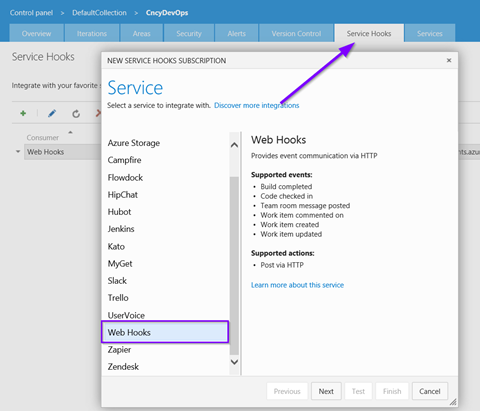 Control panel > DefaultCollection > CncyDevOps
Overview Iterations Areas Security Alerts Version Control Service Hooks Services
Service Hooks
Integrate with your favorite s
Consumer
Web Hooks
nts.azur
NEW SERVICE HOOKS SUBSCRIPTION
Service
Select a service to integrate with. Discover more integrations
Azure Storage
Campfire
Flowdock
HipChat
Hubot
Jenkins
Kato
MyGet
Slack
Trello
UserVoice
Web Hooks
Zapier
Zendesk
Web Hooks
Provides event communication via HTTP
Supported events:
• Build completed
• Code checked in
• Team room message posted
• Work item commented on
• Work item created
• Work item updated
Supported actions:
• Post via HTTP
Learn more about this service
Previous Next Test Finish Cancel